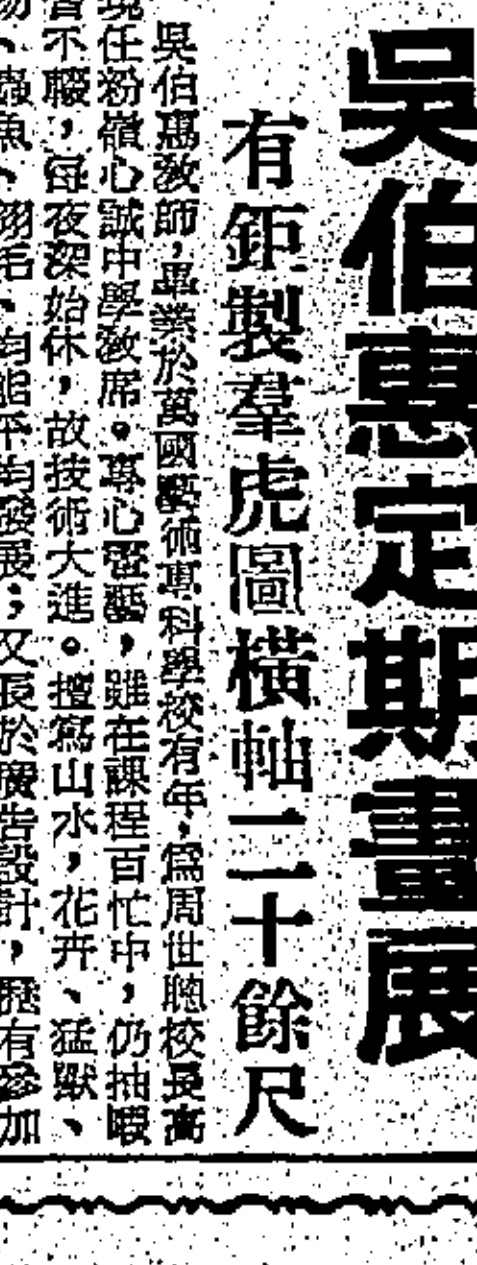 吳伯惠定期畫展
有鉅製羣虎圖橫軸二十餘尺
吳伯惠教師，畢業於萬國藝術專科學校有年，爲周世聰校長高
任粉嶺心誠中學教席。專心習藝，雖在課程百忙中，仍抽暇
不輟，每夜深始休，故技術大進。擅寫山水，花卉、猛獸、
蟲魚、翎毛、均能平均發展；又長於廣告設計，歷有參加